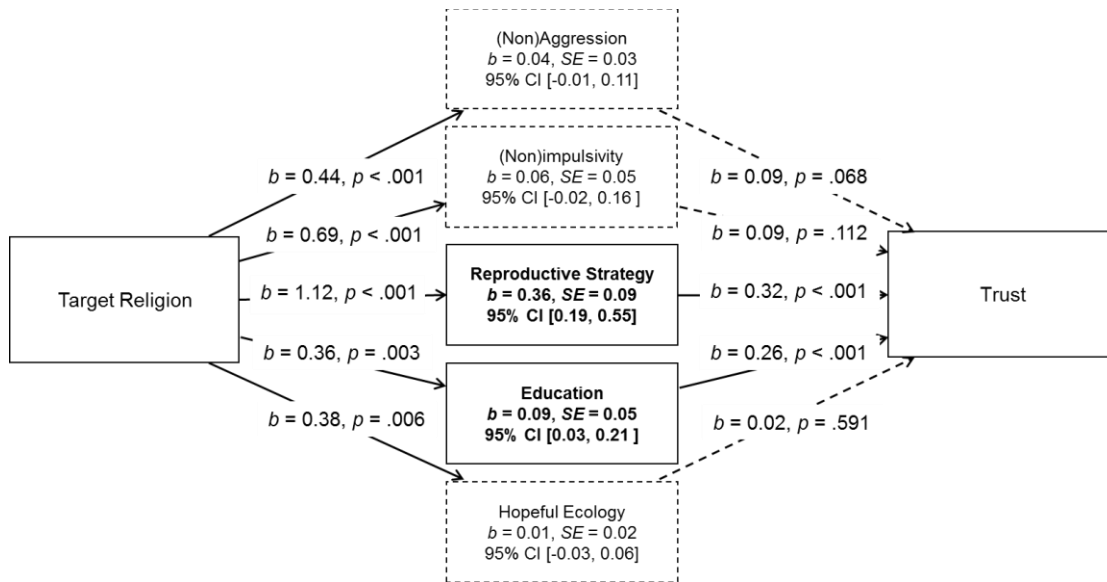 (Non)Aggression
b = 0.04, SE = 0.03
95% CI [-0.01, 0.11]
(Non)impulsivity
b = 0.06, SE = 0.05
95% CI [-0.02, 0.16 ]
b = 0.44, p < .001
b = 0.09, p = .068
b = 0.69, p < .001
b = 0.09, p = .112
Target Religion
b = 1.12, p < .001
Reproductive Strategy
b = 0.36, SE = 0.09
95% CI [0.19, 0.55]
b = 0.32, p < .001
Trust
b = 0.36, p = .003
b = 0.26, p < .001
Education
b = 0.09, SE = 0.05
95% CI [0.03, 0.21 ]
b = 0.38, p = .006
b = 0.02, p = .591
Hopeful Ecology
b = 0.01, SE = 0.02
95% CI [-0.03, 0.06]